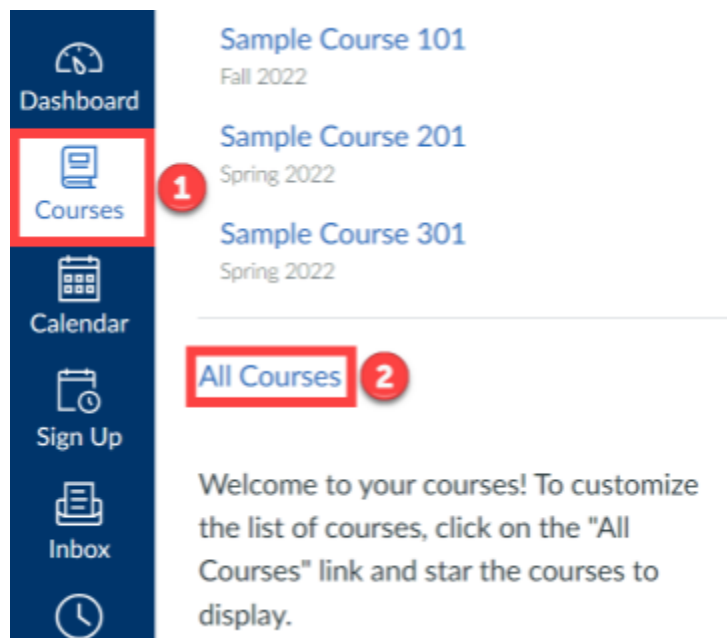 Dashboard
Courses
1
Calendar
Sign Up
Inbox
Sample Course 101
Fall 2022
Sample Course 201
Spring 2022
Sample Course 301
Spring 2022
All Courses 2
Welcome to your courses! To customize
the list of courses, click on the "All
Courses" link and star the courses to
display.